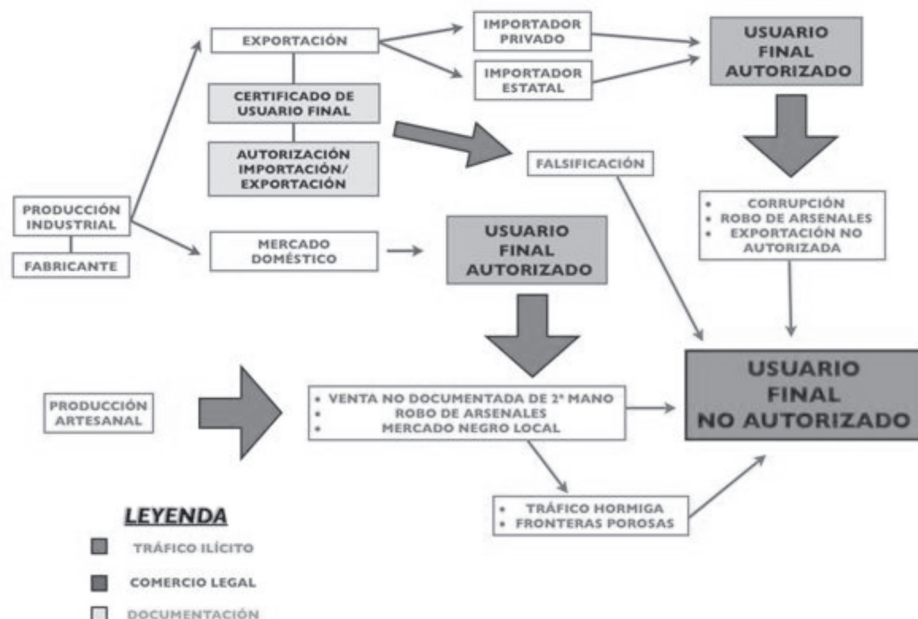 EXPORTACIÓN
IMPORTADOR
PRIVADO
IMPORTADOR
ESTATAL
USUARIO
FINAL
AUTORIZADO
CERTIFICADO DE
USUARIO FINAL
AUTORIZACIÓN
IMPORTACIÓN/
EXPORTACIÓN
FALSIFICACIÓN
PRODUCCIÓN
INDUSTRIAL
FABRICANTE
MERCADO
DOMÉSTICO
USUARIO
FINAL
AUTORIZADO
• CORRUPCIÓN
• ROBO DE ARSENALES
• EXPORTACIÓN NO
AUTORIZADA
PRODUCCIÓN
ARTESANAL
• VENTA NO DOCUMENTADA DE 2ª MANO
• ROBO DE ARSENALES
• MERCADO NEGRO LOCAL
USUARIO
FINAL
NO AUTORIZADO
• TRÁFICO HORMIGA
• FRONTERAS POROSAS
LEYENDA
TRÁFICO ILÍCITO
COMERCIO LEGAL
DOCUMENTACIÓN